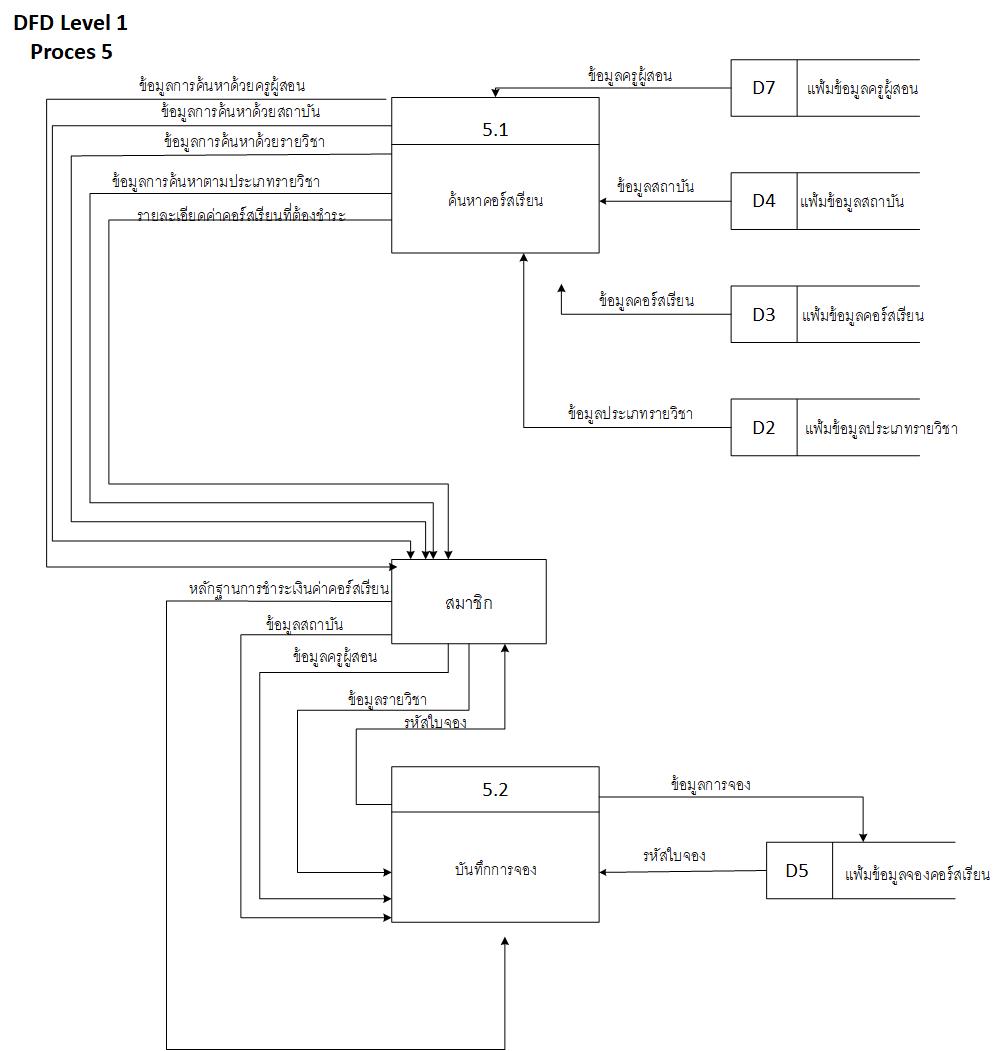 DFD Level 1
Proces 5
ข้อมูลการค้นหาด้วยครูผู้สอน
ข้อมูลการค้นหาด้วยสถาบัน
ข้อมูลการค้นหาด้วยรายวิชา
ข้อมูลการค้นหาตามประเภทรายวิชา
รายละเอียดค่าคอร์สเรียนที่ต้องชำระ
5.1
ค้นหาคอร์สเรียน
ข้อมูลครูผู้สอน
D7
แฟ้มข้อมูลครูผู้สอน
ข้อมูลสถาบัน
D4
แฟ้มข้อมูลสถาบัน
ข้อมูลคอร์สเรียน
D3
แฟ้มข้อมูลคอร์สเรียน
ข้อมูลประเภทรายวิชา
D2
แฟ้มข้อมูลประเภทรายวิชา
หลักฐานการชำระเงินค่าคอร์สเรียน
สมาชิก
ข้อมูลสถาบัน
ข้อมูลครูผู้สอน
ข้อมูลรายวิชา
รหัสใบจอง
5.2
บันทึกการจอง
ข้อมูลการจอง
รหัสใบจอง
D5
แฟ้มข้อมูลจองคอร์สเรียน